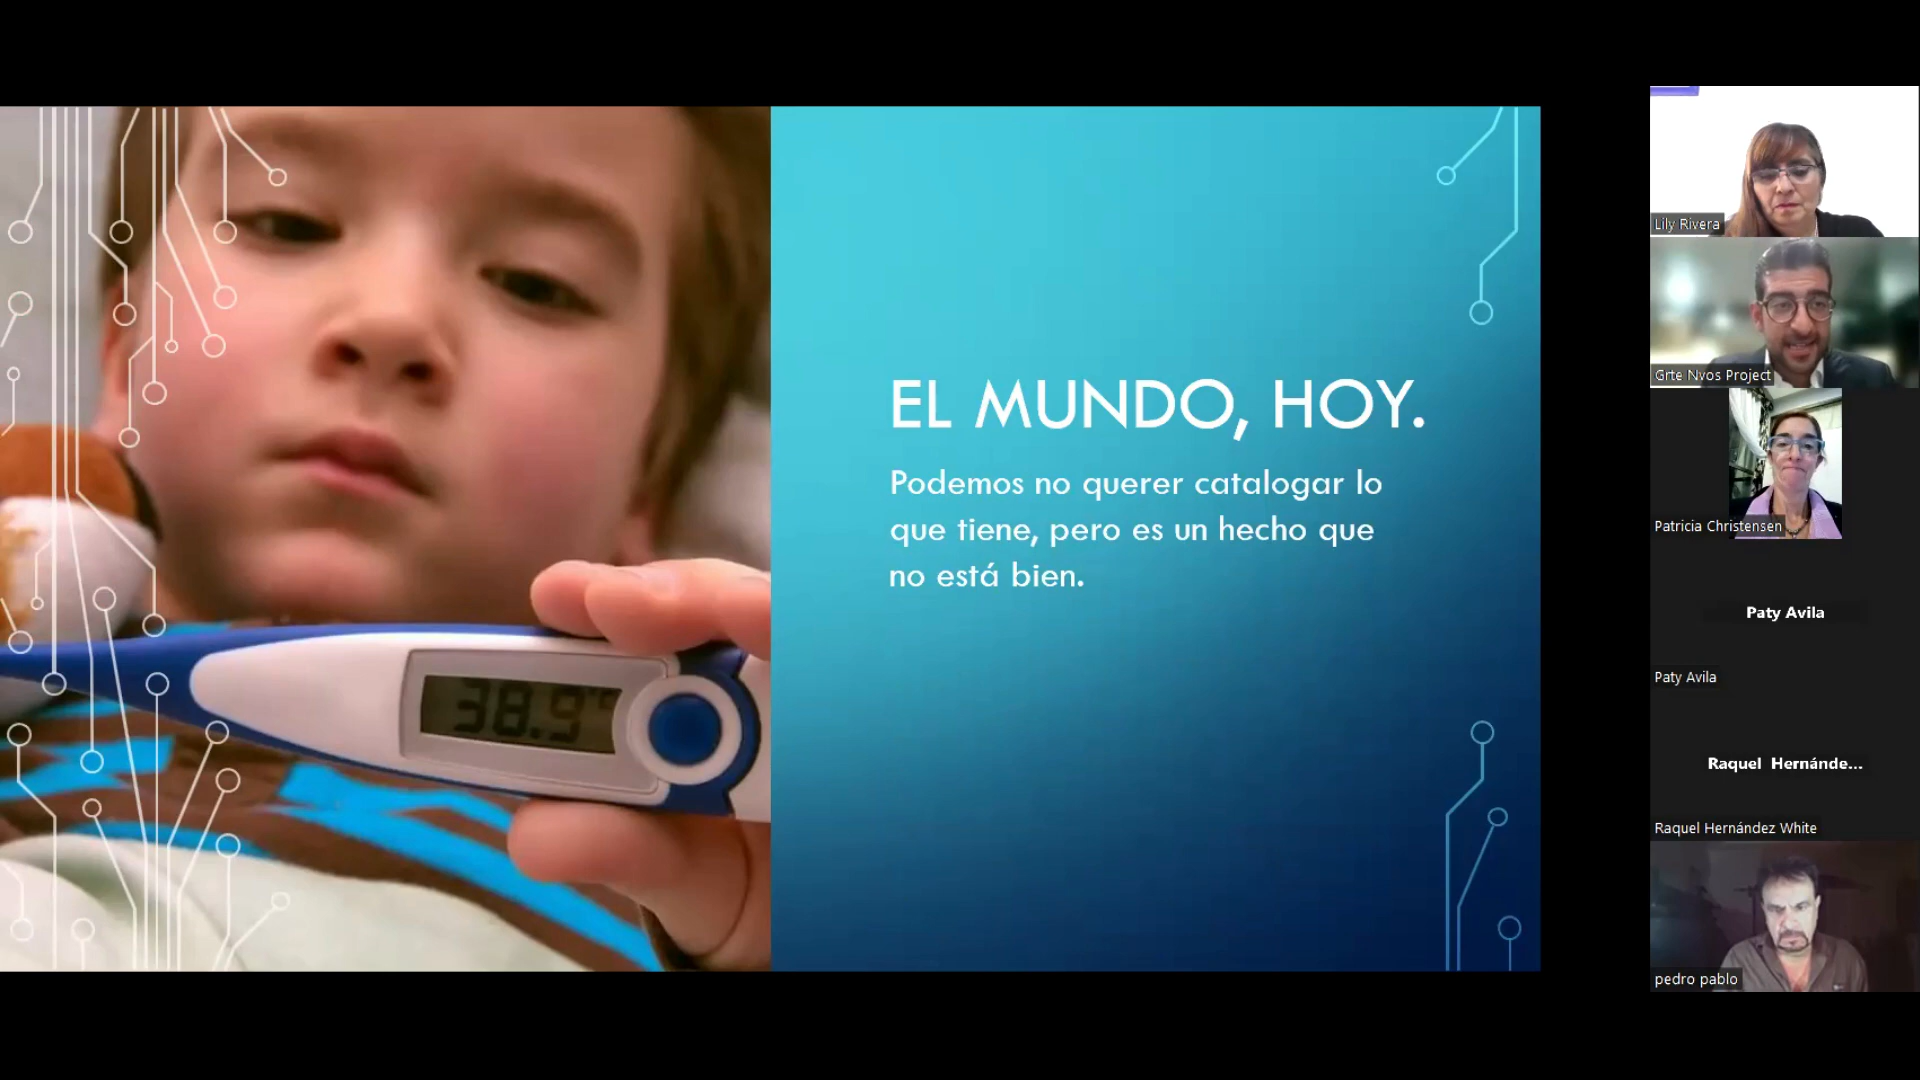 EL MUNDO, HOY.
Podemos no querer catalogar lo
que tiene, pero es un hecho que
no está bien.
38.9°
Lily Rivera
Grte Nvos Project
Patricia Christensen
Paty Avila
Paty Avila
Raquel Hernánde...
Raquel Hernández White
pedro pablo